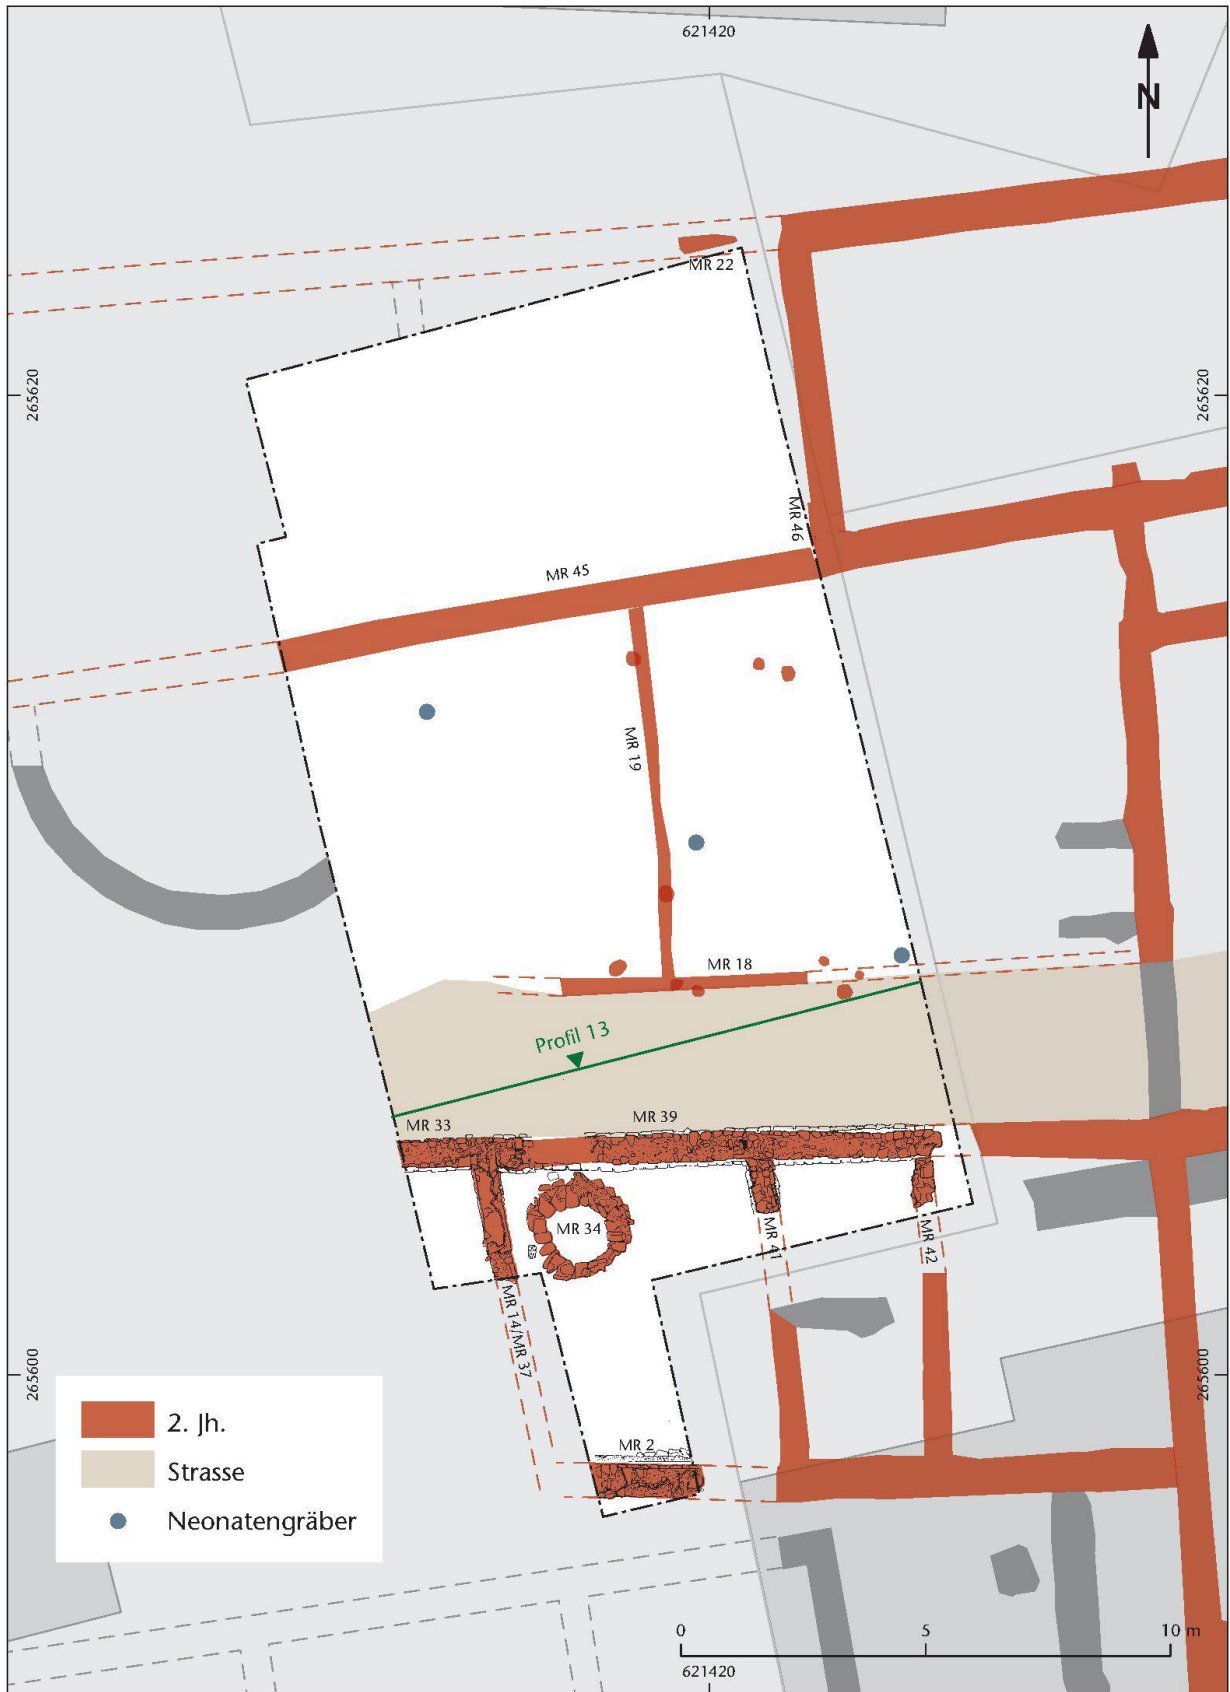 621420
N
MR 22
265620
265620
MR 46
MR 45
MR 19
MR 18
Profil 13
MR 33
MR 39
MR 34
MR 41
MR 42
MR 14/MR 37
265600
265600
2. Jh.
Strasse
Neonatengräber
MR 2
0
5
10 m
621420